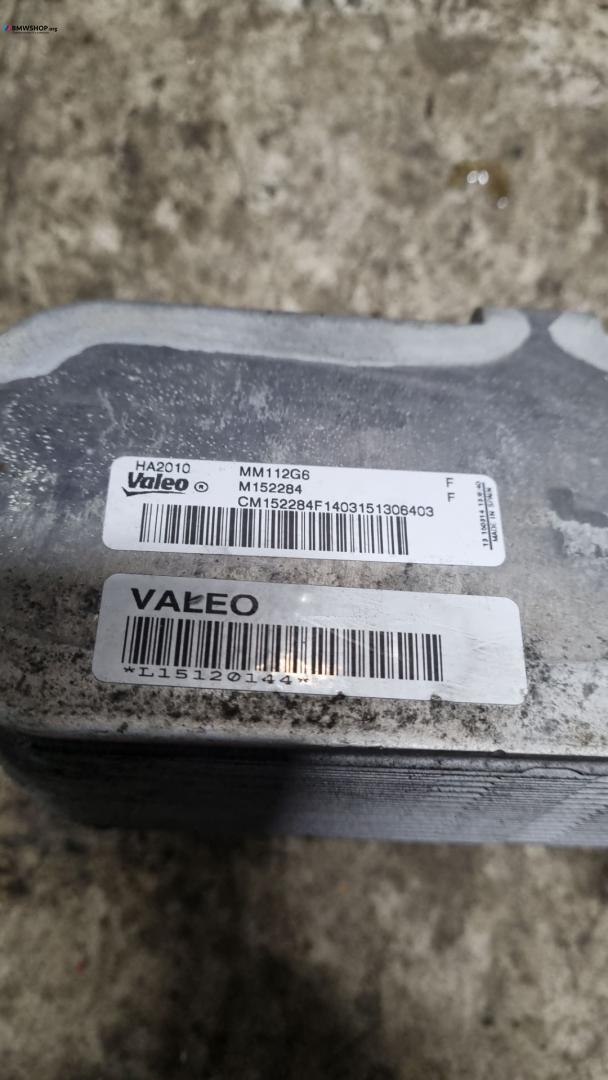 BMWSHOP.org
HA2010
MM112G6
F
Valeo ®
M152284
F
CM152284F1403151306403
MADE IN SPAIN
VALEO
*L15120144*